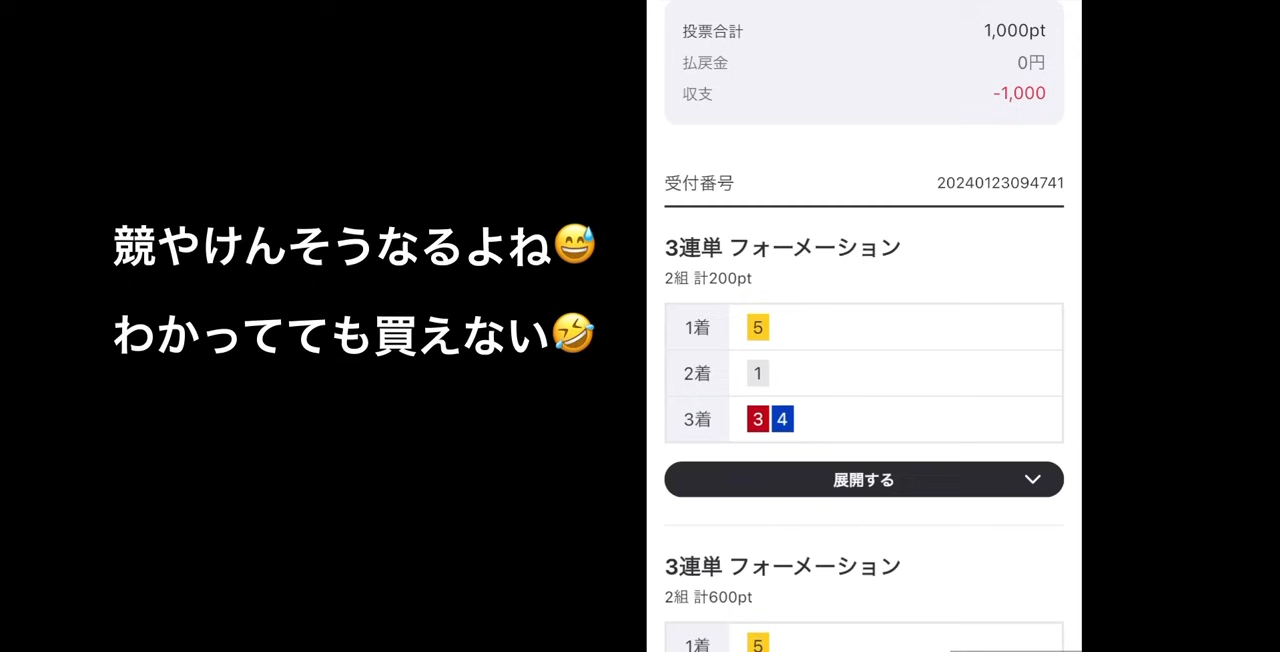 競やけんそうなるよね😅
わかってても買えない🤣
投票合計 1,000pt
払戻金 0円
収支 -1,000
受付番号 20240123094741
3連単 フォーメーション
2組 計200pt
1着 5
2着 1
3着 3 4
展開する
3連単 フォーメーション
2組 計600pt
1着 5